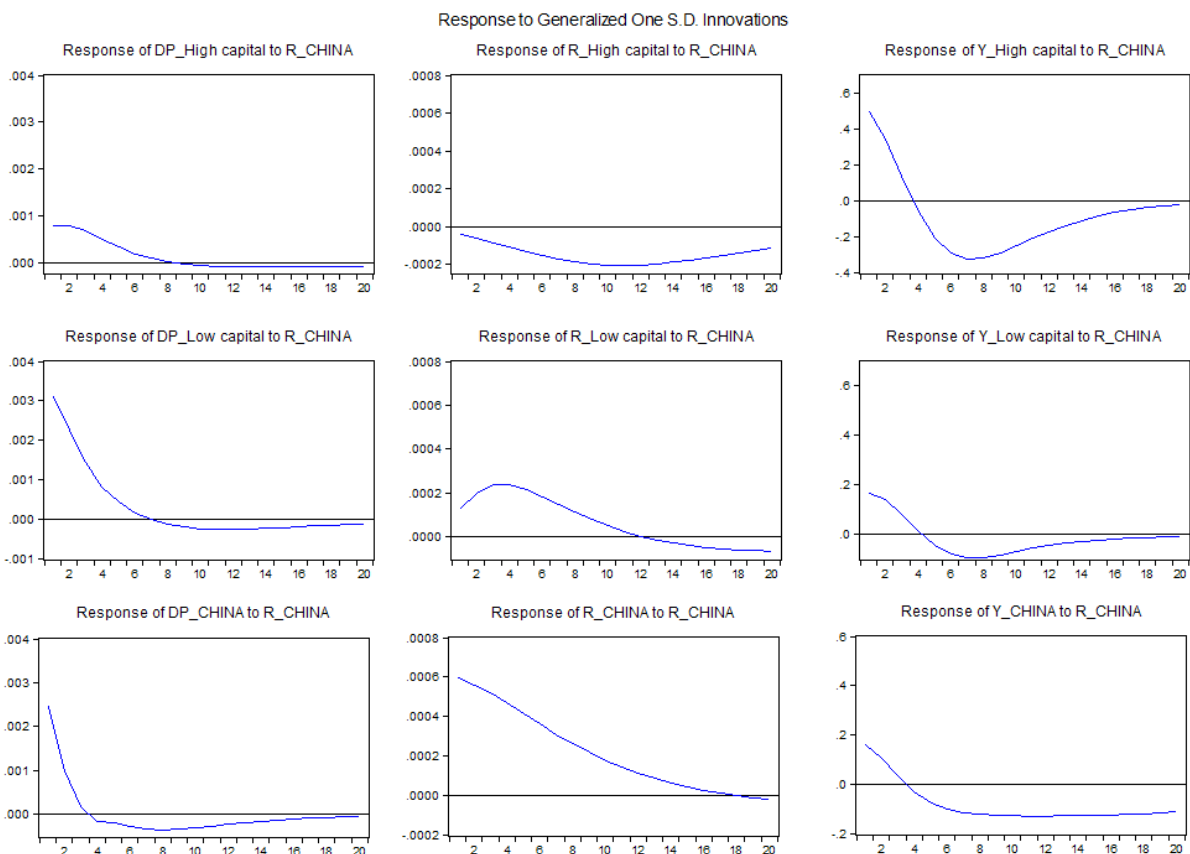 Response to Generalized One S.D. Innovations
Response of DP_High capital to R_CHINA
.004
.003
.002
.001
.000
2 4 6 8 10 12 14 16 18 20
Response of R_High capital to R_CHINA
.0008
.0006
.0004
.0002
.0000
-.0002
2 4 6 8 10 12 14 16 18 20
Response of Y_High capital to R_CHINA
.6
.4
.2
.0
-.2
-.4
2 4 6 8 10 12 14 16 18 20
Response of DP_Low capital to R_CHINA
.004
.003
.002
.001
.000
-.001
2 4 6 8 10 12 14 16 18 20
Response of R_Low capital to R_CHINA
.0008
.0006
.0004
.0002
.0000
2 4 6 8 10 12 14 16 18 20
Response of Y_Low capital to R_CHINA
.6
.4
.2
.0
2 4 6 8 10 12 14 16 18 20
Response of DP_CHINA to R_CHINA
.004
.003
.002
.001
.000
2 4 6 8 10 12 14 16 18 20
Response of R_CHINA to R_CHINA
.0008
.0006
.0004
.0002
.0000
-.0002
2 4 6 8 10 12 14 16 18 20
Response of Y_CHINA to R_CHINA
.6
.4
.2
.0
-.2
2 4 6 8 10 12 14 16 18 20